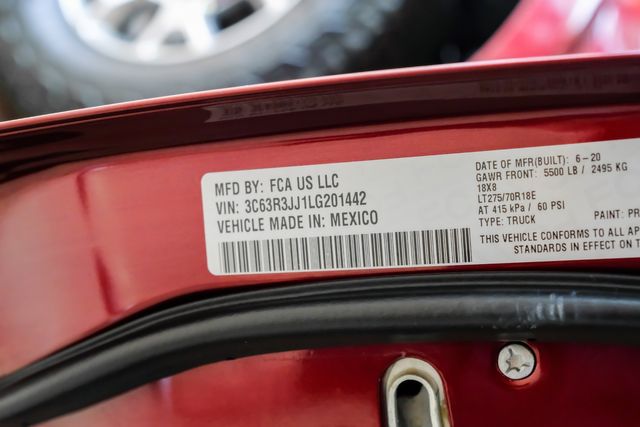 MFD BY: FCA US LLC
VIN: 3C63R3JJ1LG201442
VEHICLE MADE IN: MEXICO
DATE OF MFR(BUILT): 6-20
GAWR FRONT: 5500 LB / 2495 KG
18X8
LT275/70R18E
AT 415 kPa / 60 PSI
TYPE: TRUCK
PAINT: PR
THIS VEHICLE CONFORMS TO ALL
STANDARDS IN EFFECT ON T